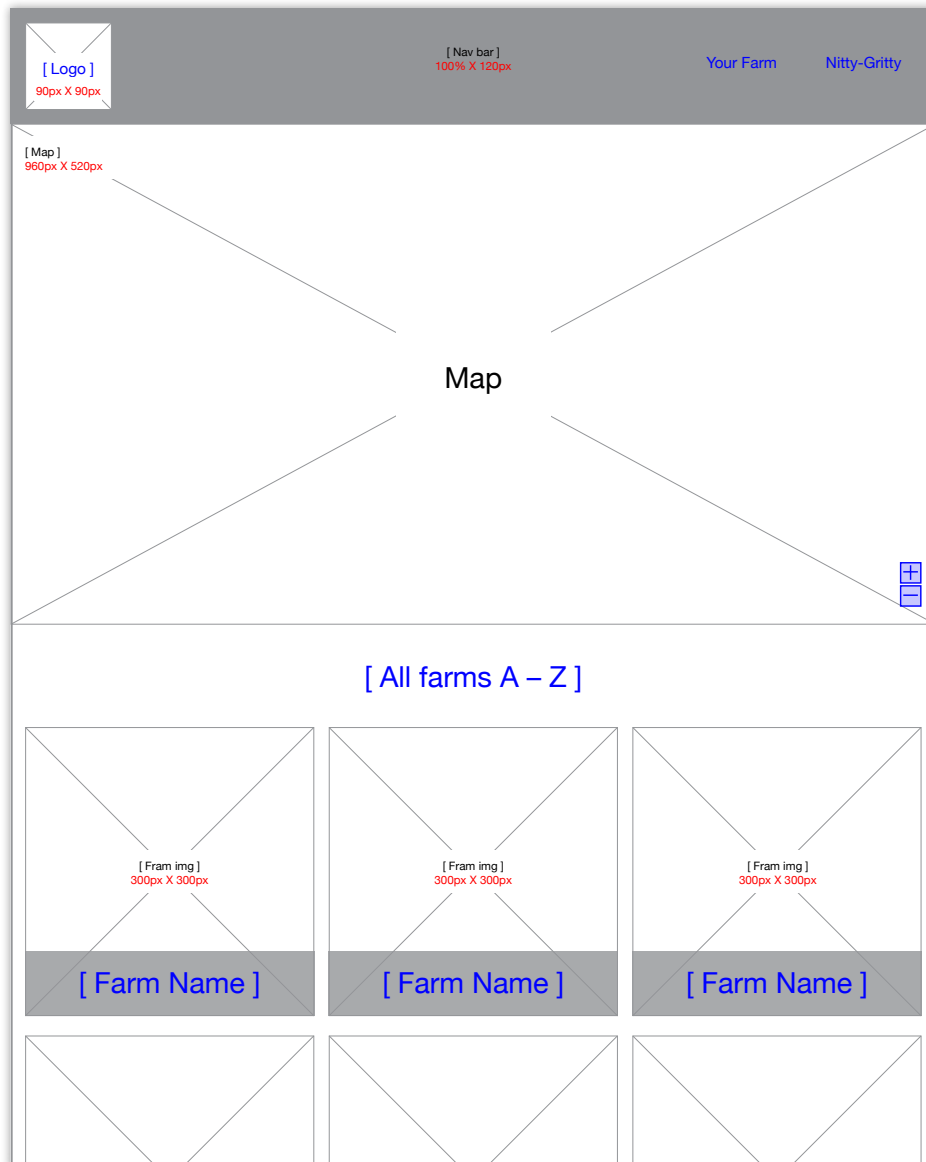 [ Logo ]
90px X 90px
[ Nav bar ]
100% X 120px
Your Farm
Nitty-Gritty
[ Map ]
960px X 520px
Map
+
–
[ All farms A – Z ]
[ Fram img ]
300px X 300px
[ Fram img ]
300px X 300px
[ Fram img ]
300px X 300px
[ Farm Name ]
[ Farm Name ]
[ Farm Name ]